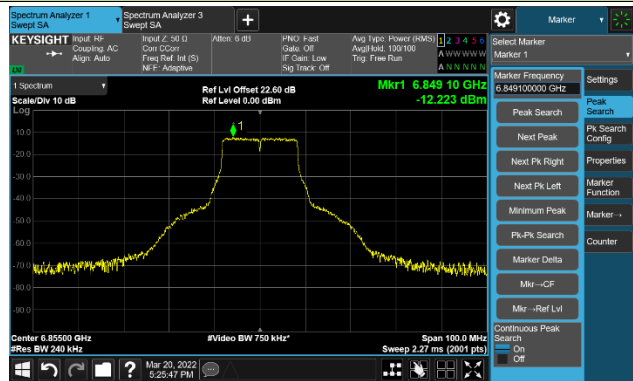 Spectrum Analyzer 1
Swept SA
Spectrum Analyzer 3
Swept SA
Marker
KEYSIGHT
Input: RF
Coupling: AC
Align: Auto
Input Z: 50 Ω
Corr CCorr
Freq Ref: Int (S)
NFE: Adaptive
Atten: 6 dB
PNO: Fast
Gate: Off
IF Gain: Low
Sig Track: Off
Avg Type: Power (RMS)
Avg|Hold: 100/100
Trig: Free Run
1 2 3 4 5 6
A W W W W W
A N N N N N
LXI
Select Marker
Marker 1
1 Spectrum
Scale/Div 10 dB
Ref Lvl Offset 22.60 dB
Ref Level 0.00 dBm
Mkr1 6.849 10 GHz
-12.223 dBm
Log
-10.0
-20.0
-30.0
-40.0
-50.0
-60.0
-70.0
-80.0
-90.0
1
Center 6.85500 GHz
#Res BW 240 kHz
#Video BW 750 kHz*
Span 100.0 MHz
Sweep 2.27 ms (2001 pts)
Marker Frequency
6.849100000 GHz
Peak Search
Next Peak
Next Pk Right
Next Pk Left
Minimum Peak
Pk-Pk Search
Marker Delta
Mkr→CF
Mkr→Ref Lvl
Continuous Peak
Search
On
Off
Settings
Peak
Search
Pk Search
Config
Properties
Marker
Function
Marker→
Counter
Mar 20, 2022
5:25:47 PM